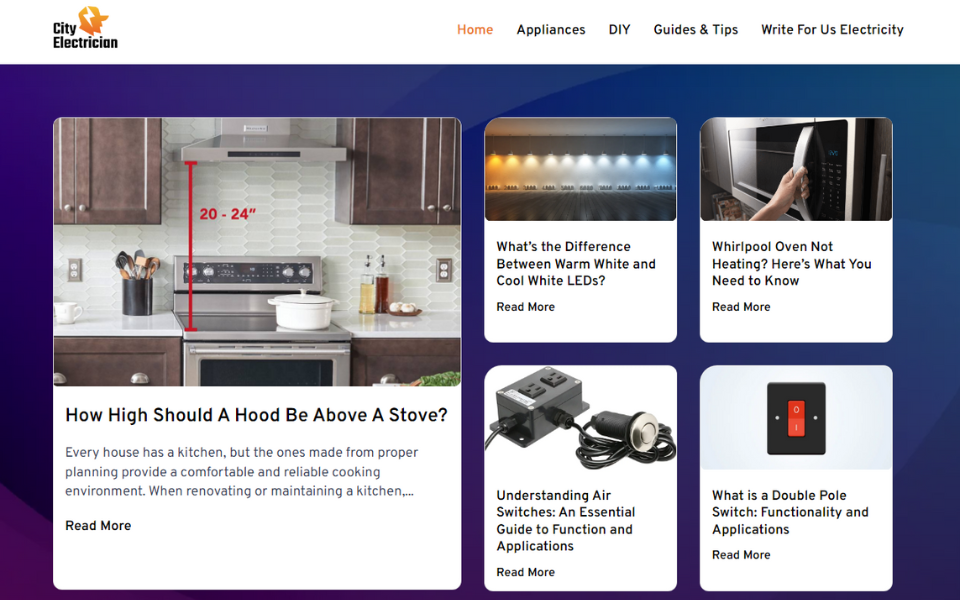 City
Electrician
Home
Appliances
DIY
Guides & Tips
Write For Us Electricity
20 - 24"
How High Should A Hood Be Above A Stove?
Every house has a kitchen, but the ones made from proper
planning provide a comfortable and reliable cooking
environment. When renovating or maintaining a kitchen,...
Read More
What's the Difference
Between Warm White and
Cool White LEDs?
Read More
Whirlpool Oven Not
Heating? Here's What You
Need to Know
Read More
Understanding Air
Switches: An Essential
Guide to Function and
Applications
Read More
O
I
What is a Double Pole
Switch: Functionality and
Applications
Read More